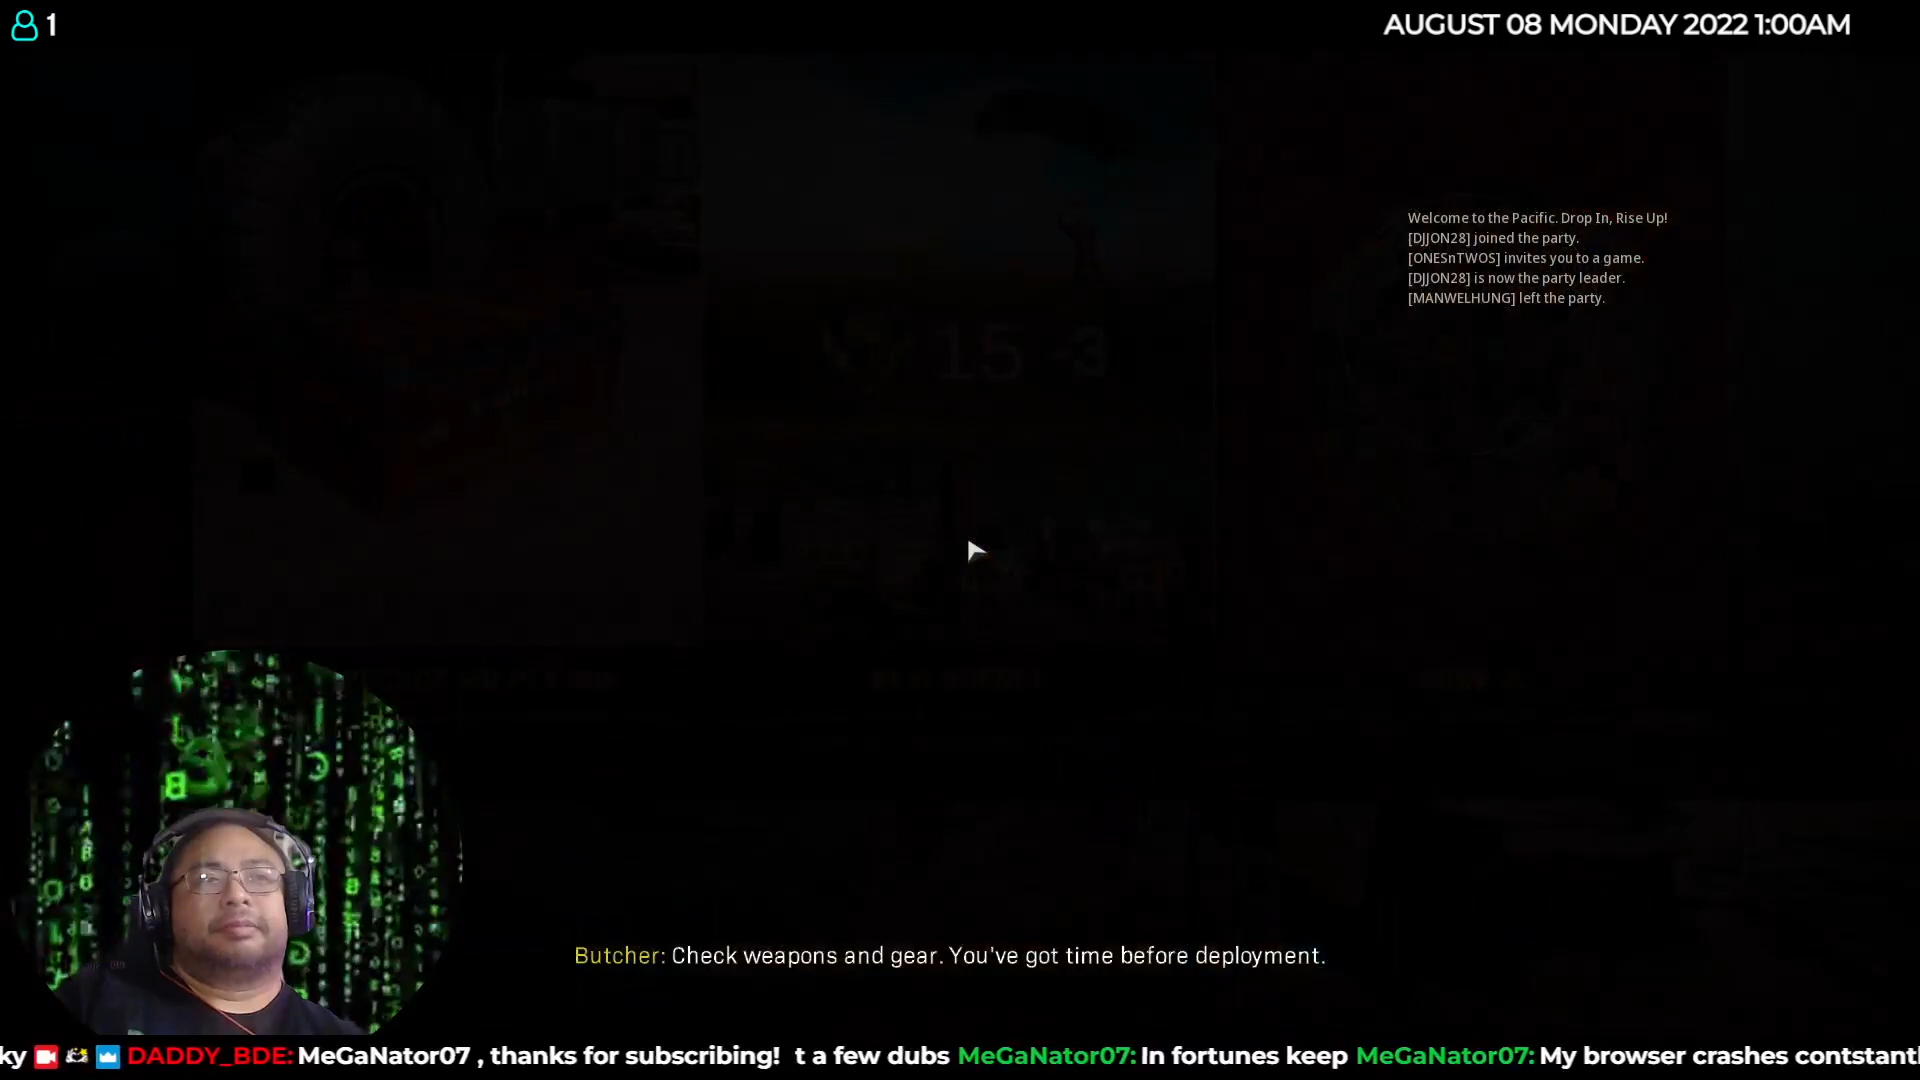 1
AUGUST 08 MONDAY 2022 1:00AM
Welcome to the Pacific. Drop In, Rise Up!
[DJJON28] joined the party.
[ONESnTWOS] invites you to a game.
[DJJON28] is now the party leader.
[MANWELHUNG] left the party.
15 -3
Butcher: Check weapons and gear. You've got time before deployment.
ky DADDY_BDE: MeGaNator07 , thanks for subscribing! t a few dubs MeGaNator07: In fortunes keep MeGaNator07: My browser crashes contstantl